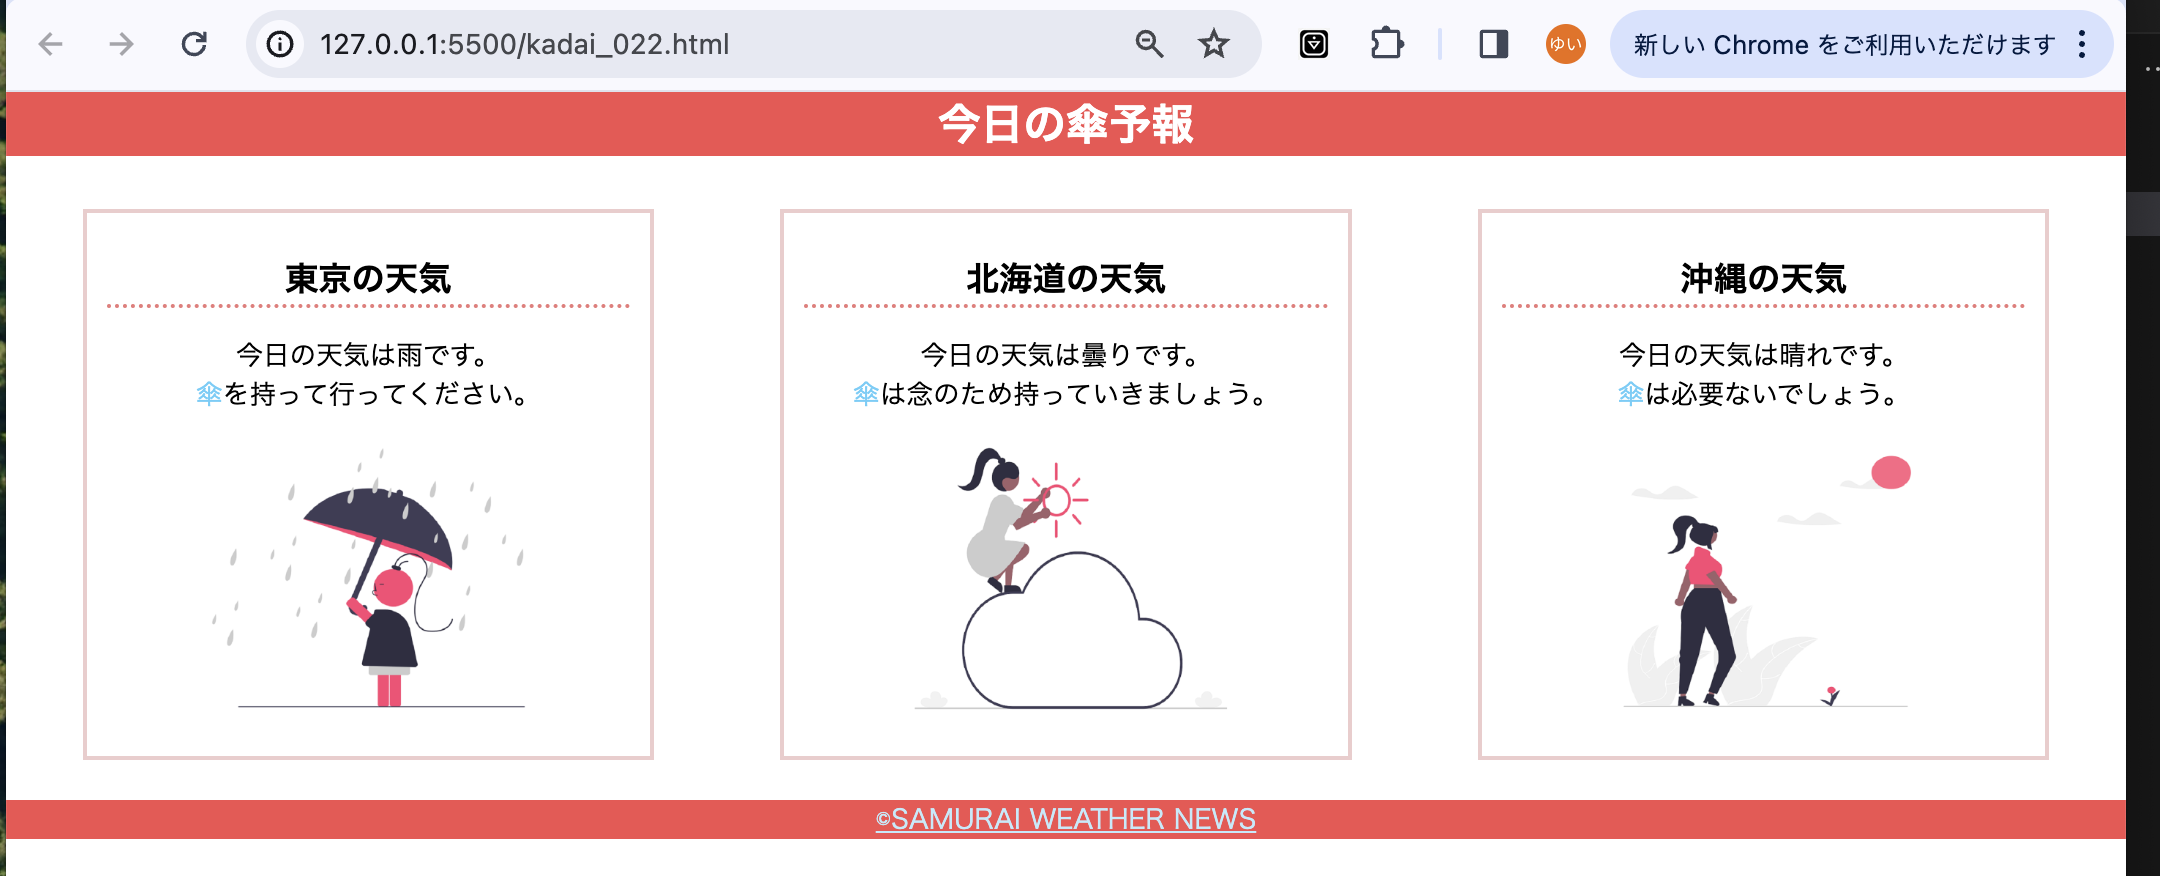 127.0.0.1:5500/kadai_022.html
ゆい
新しい Chrome をご利用いただけます
今日の傘予報
東京の天気
今日の天気は雨です。
傘を持って行ってください。
北海道の天気
今日の天気は曇りです。
傘は念のため持っていきましょう。
沖縄の天気
今日の天気は晴れです。
傘は必要ないでしょう。
©SAMURAI WEATHER NEWS